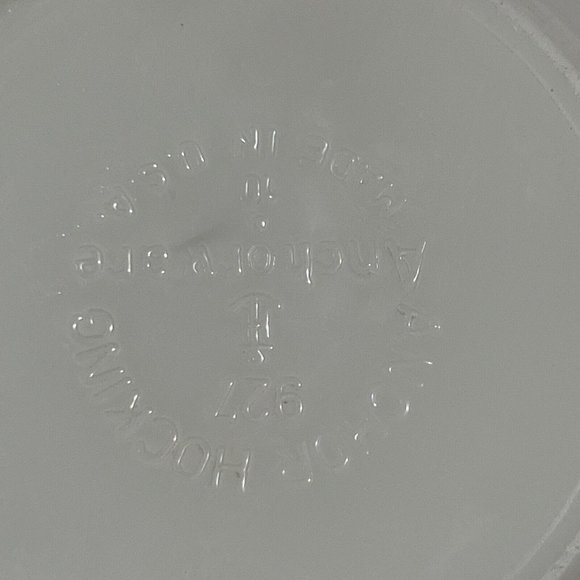 MADE IN U.S.A.
10
Anchorware
H
927
ANCHOR HOCKING